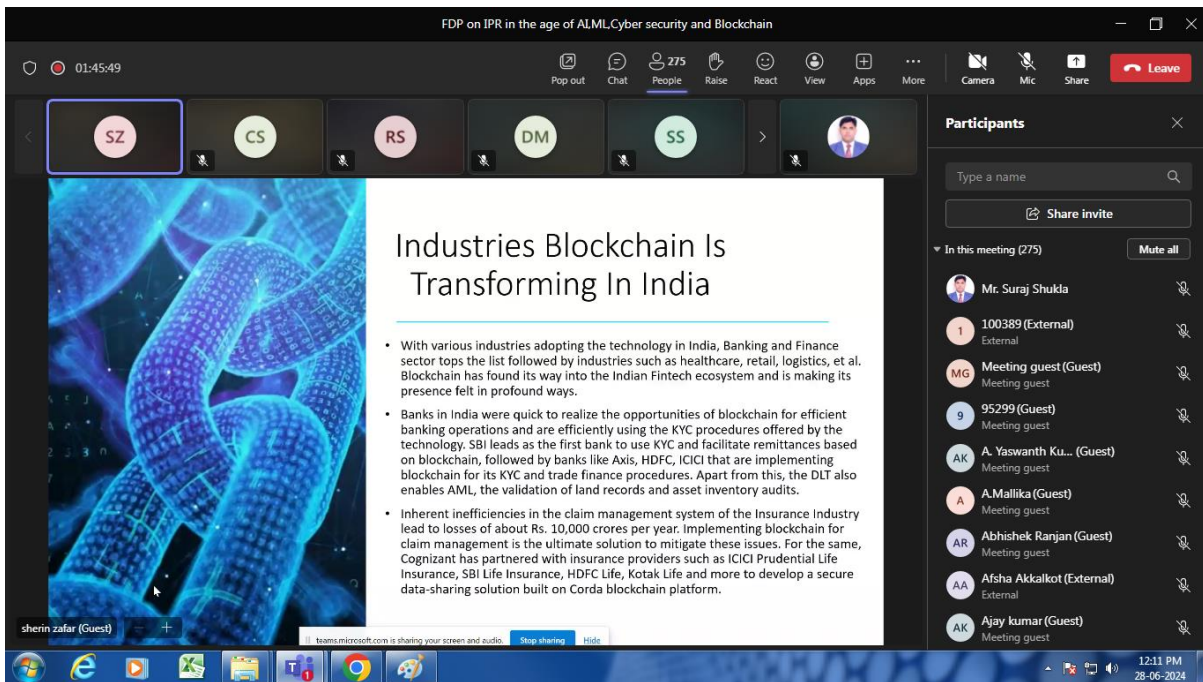 FDP on IPR in the age of AI,ML,Cyber security and Blockchain
01:45:49
Pop out
Chat
275
People
Raise
React
View
Apps
More
Camera
Mic
Share
Leave
SZ
CS
RS
DM
SS
Industries Blockchain Is
Transforming In India
• With various industries adopting the technology in India, Banking and Finance
sector tops the list followed by industries such as healthcare, retail, logistics, et al.
Blockchain has found its way into the Indian Fintech ecosystem and is making its
presence felt in profound ways.
• Banks in India were quick to realize the opportunities of blockchain for efficient
banking operations and are efficiently using the KYC procedures offered by the
technology. SBI leads as the first bank to use KYC and facilitate remittances based
on blockchain, followed by banks like Axis, HDFC, ICICI that are implementing
blockchain for its KYC and trade finance procedures. Apart from this, the DLT also
enables AML, the validation of land records and asset inventory audits.
• Inherent inefficiencies in the claim management system of the Insurance Industry
lead to losses of about Rs. 10,000 crores per year. Implementing blockchain for
claim management is the ultimate solution to mitigate these issues. For the same,
Cognizant has partnered with insurance providers such as ICICI Prudential Life
Insurance, SBI Life Insurance, HDFC Life, Kotak Life and more to develop a secure
data-sharing solution built on Corda blockchain platform.
sherin zafar (Guest)
teams.microsoft.com is sharing your screen and audio.
Stop sharing
Hide
Participants
Type a name
Share invite
In this meeting (275)
Mute all
Mr. Suraj Shukla
1
100389 (External)
External
MG
Meeting guest (Guest)
Meeting guest
9
95299 (Guest)
Meeting guest
AK
A. Yaswanth Ku... (Guest)
Meeting guest
A
A.Mallika (Guest)
Meeting guest
AR
Abhishek Ranjan (Guest)
Meeting guest
AA
Afsha Akkalkot (External)
External
AK
Ajay kumar (Guest)
Meeting guest
12:11 PM
28-06-2024